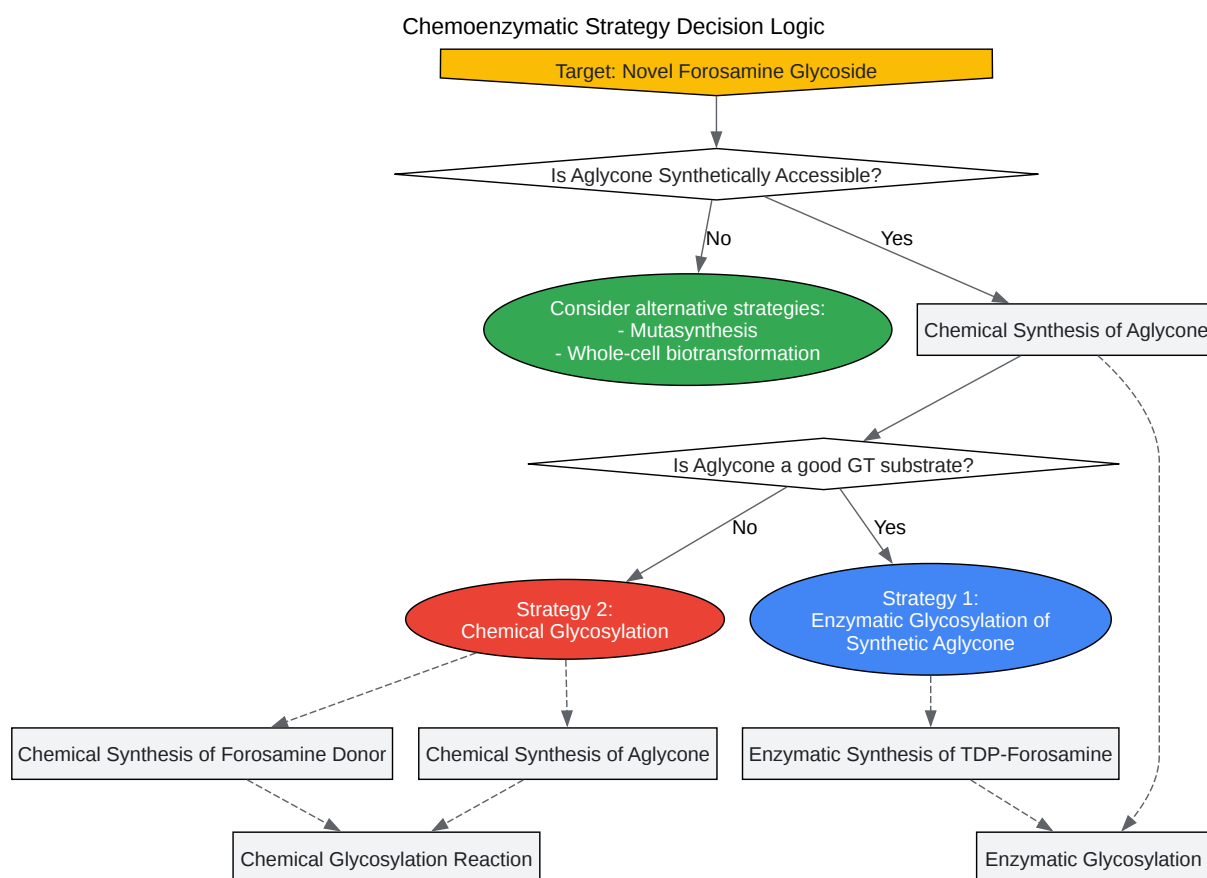 Chemoenzymatic Strategy Decision Logic
Target: Novel Forosamine Glycoside
Is Aglycone Synthetically Accessible?
No
Yes
Consider alternative strategies:
- Mutasynthesis
- Whole-cell biotransformation
Chemical Synthesis of Aglycone
Is Aglycone a good GT substrate?
No
Yes
Strategy 2:
Chemical Glycosylation
Strategy 1:
Enzymatic Glycosylation of
Synthetic Aglycone
Chemical Synthesis of Forosamine Donor
Chemical Synthesis of Aglycone
Enzymatic Synthesis of TDP-Forosamine
Chemical Glycosylation Reaction
Enzymatic Glycosylation